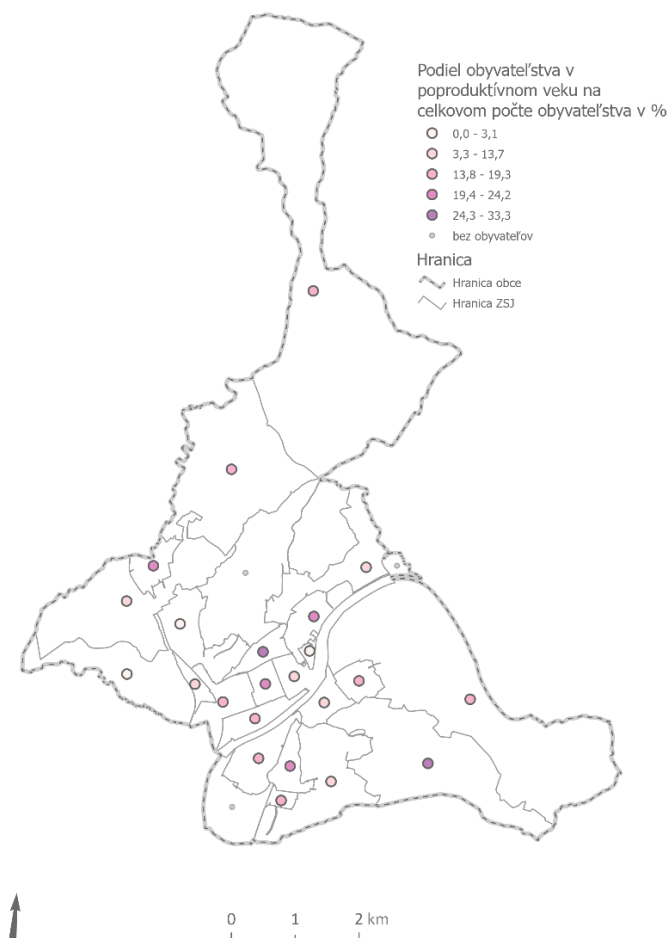 Podiel obyvateľstva v
poproduktívnom veku na
celkovom počte obyvateľstva v %
0,0 - 3,1
3,3 - 13,7
13,8 - 19,3
19,4 - 24,2
24,3 - 33,3
bez obyvateľov
Hranica
Hranica obce
Hranica ZSJ
0 1 2 km